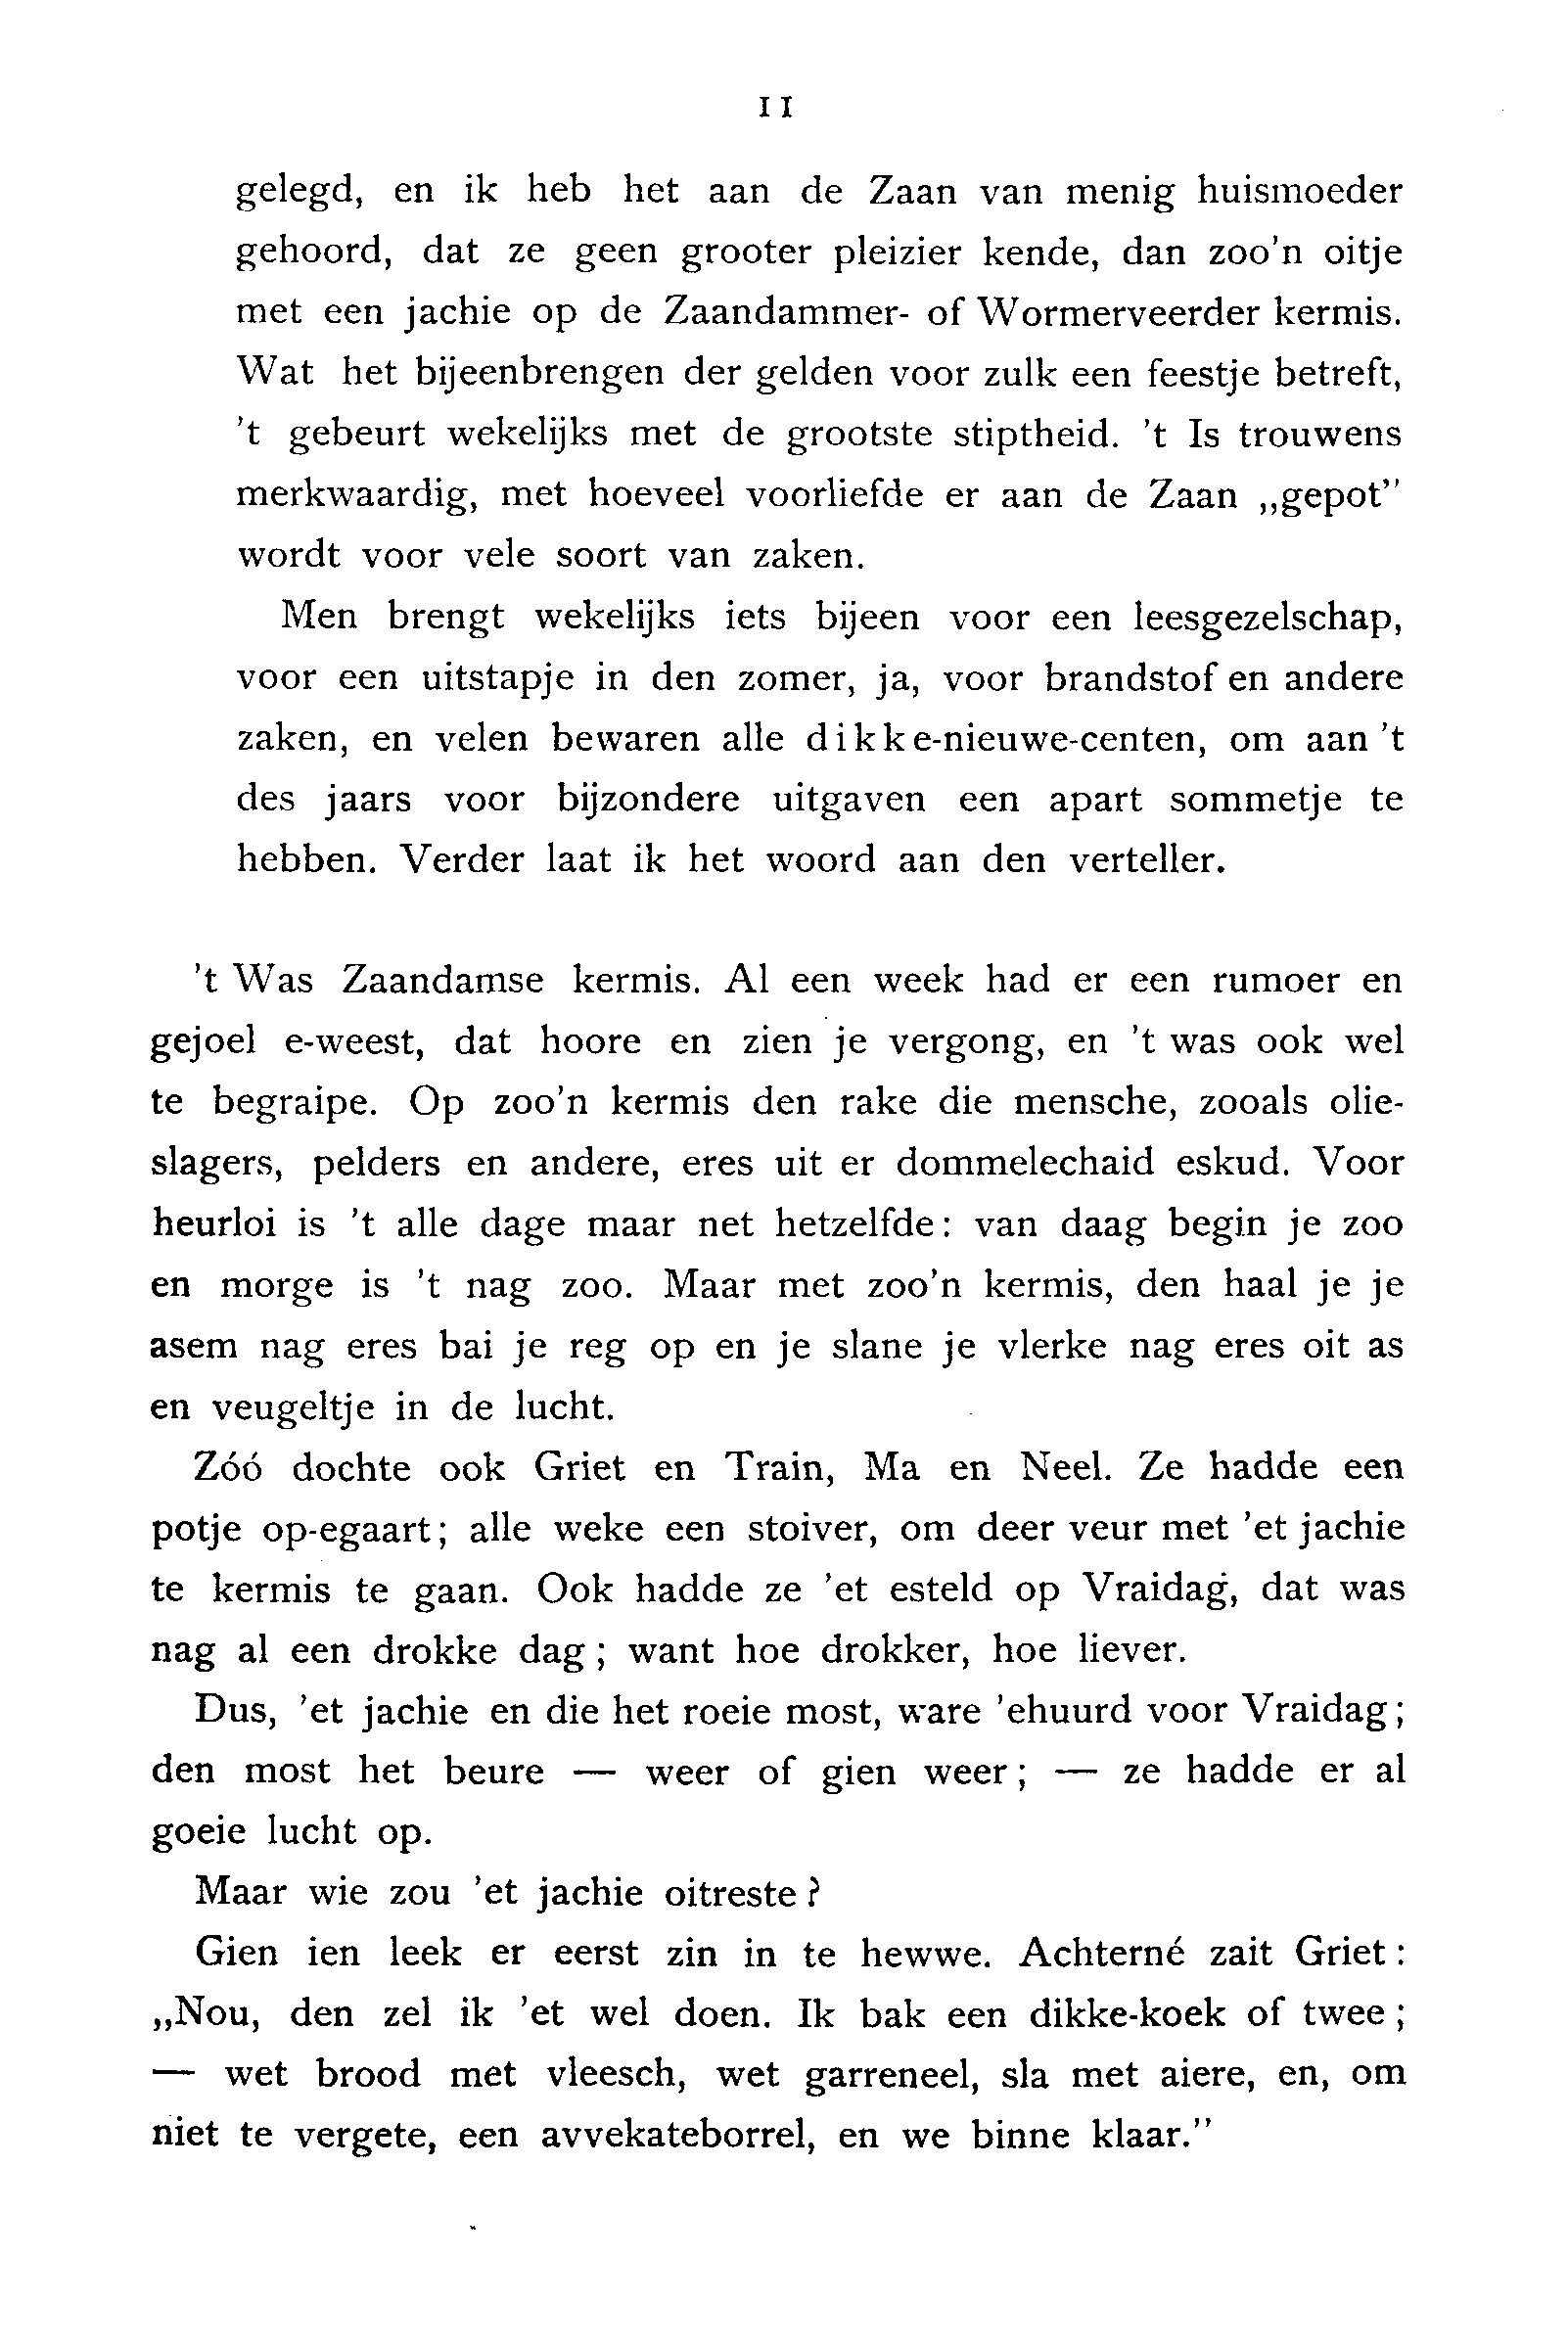 11
gelegd, en ik heb het aan de Zaan van menig huismoeder
gehoord, dat ze geen grooter pleizier kende, dan zoo'n oitje
met een jachie op de Zaandammer- of Wormerveerder kermis.
Wat het bijeenbrengen der gelden voor zulk een feestje betreft,
't gebeurt wekelijks met de grootste stiptheid. 't Is trouwens
merkwaardig, met hoeveel voorliefde er aan de Zaan „gepot”
wordt voor vele soort van zaken.
Men brengt wekelijks iets bijeen voor een leesgezelschap,
voor een uitstapje in den zomer, ja, voor brandstof en andere
zaken, en velen bewaren alle dikke-nieuwe-centen, om aan 't
des jaars voor bijzondere uitgaven een apart sommetje te
hebben. Verder laat ik het woord aan den verteller.
't Was Zaandamse kermis. Al een week had er een rumoer en
gejoel e-weest, dat hoore en zien je vergong, en 't was ook wel
te begraipe. Op zoo'n kermis den rake die mensche, zooals olie-
slagers, pelders en andere, eres uit er dommelechaid eskud. Voor
heurloi is 't alle dage maar net hetzelfde: van daag begin je zoo
en morge is 't nag zoo. Maar met zoo'n kermis, den haal je je
asem nag eres bai je reg op en je slane je vlerke nag eres oit as
en veugeltje in de lucht.
Zóó dochte ook Griet en Train, Ma en Neel. Ze hadde een
potje op-egaart; alle weke een stoiver, om deer veur met 'et jachie
te kermis te gaan. Ook hadde ze 'et esteld op Vraidag, dat was
nag al een drokke dag; want hoe drokker, hoe liever.
Dus, 'et jachie en die het roeie most, ware 'ehuurd voor Vraidag;
den most het beure — weer of gien weer; — ze hadde er al
goeie lucht op.
Maar wie zou 'et jachie oitreste?
Gien ien leek er eerst zin in te hewwe. Achterné zait Griet:
„Nou, den zel ik 'et wel doen. Ik bak een dikke-koek of twee;
— wet brood met vleesch, wet garreneel, sla met aiere, en, om
niet te vergete, een avvekateborrel, en we binne klaar.”